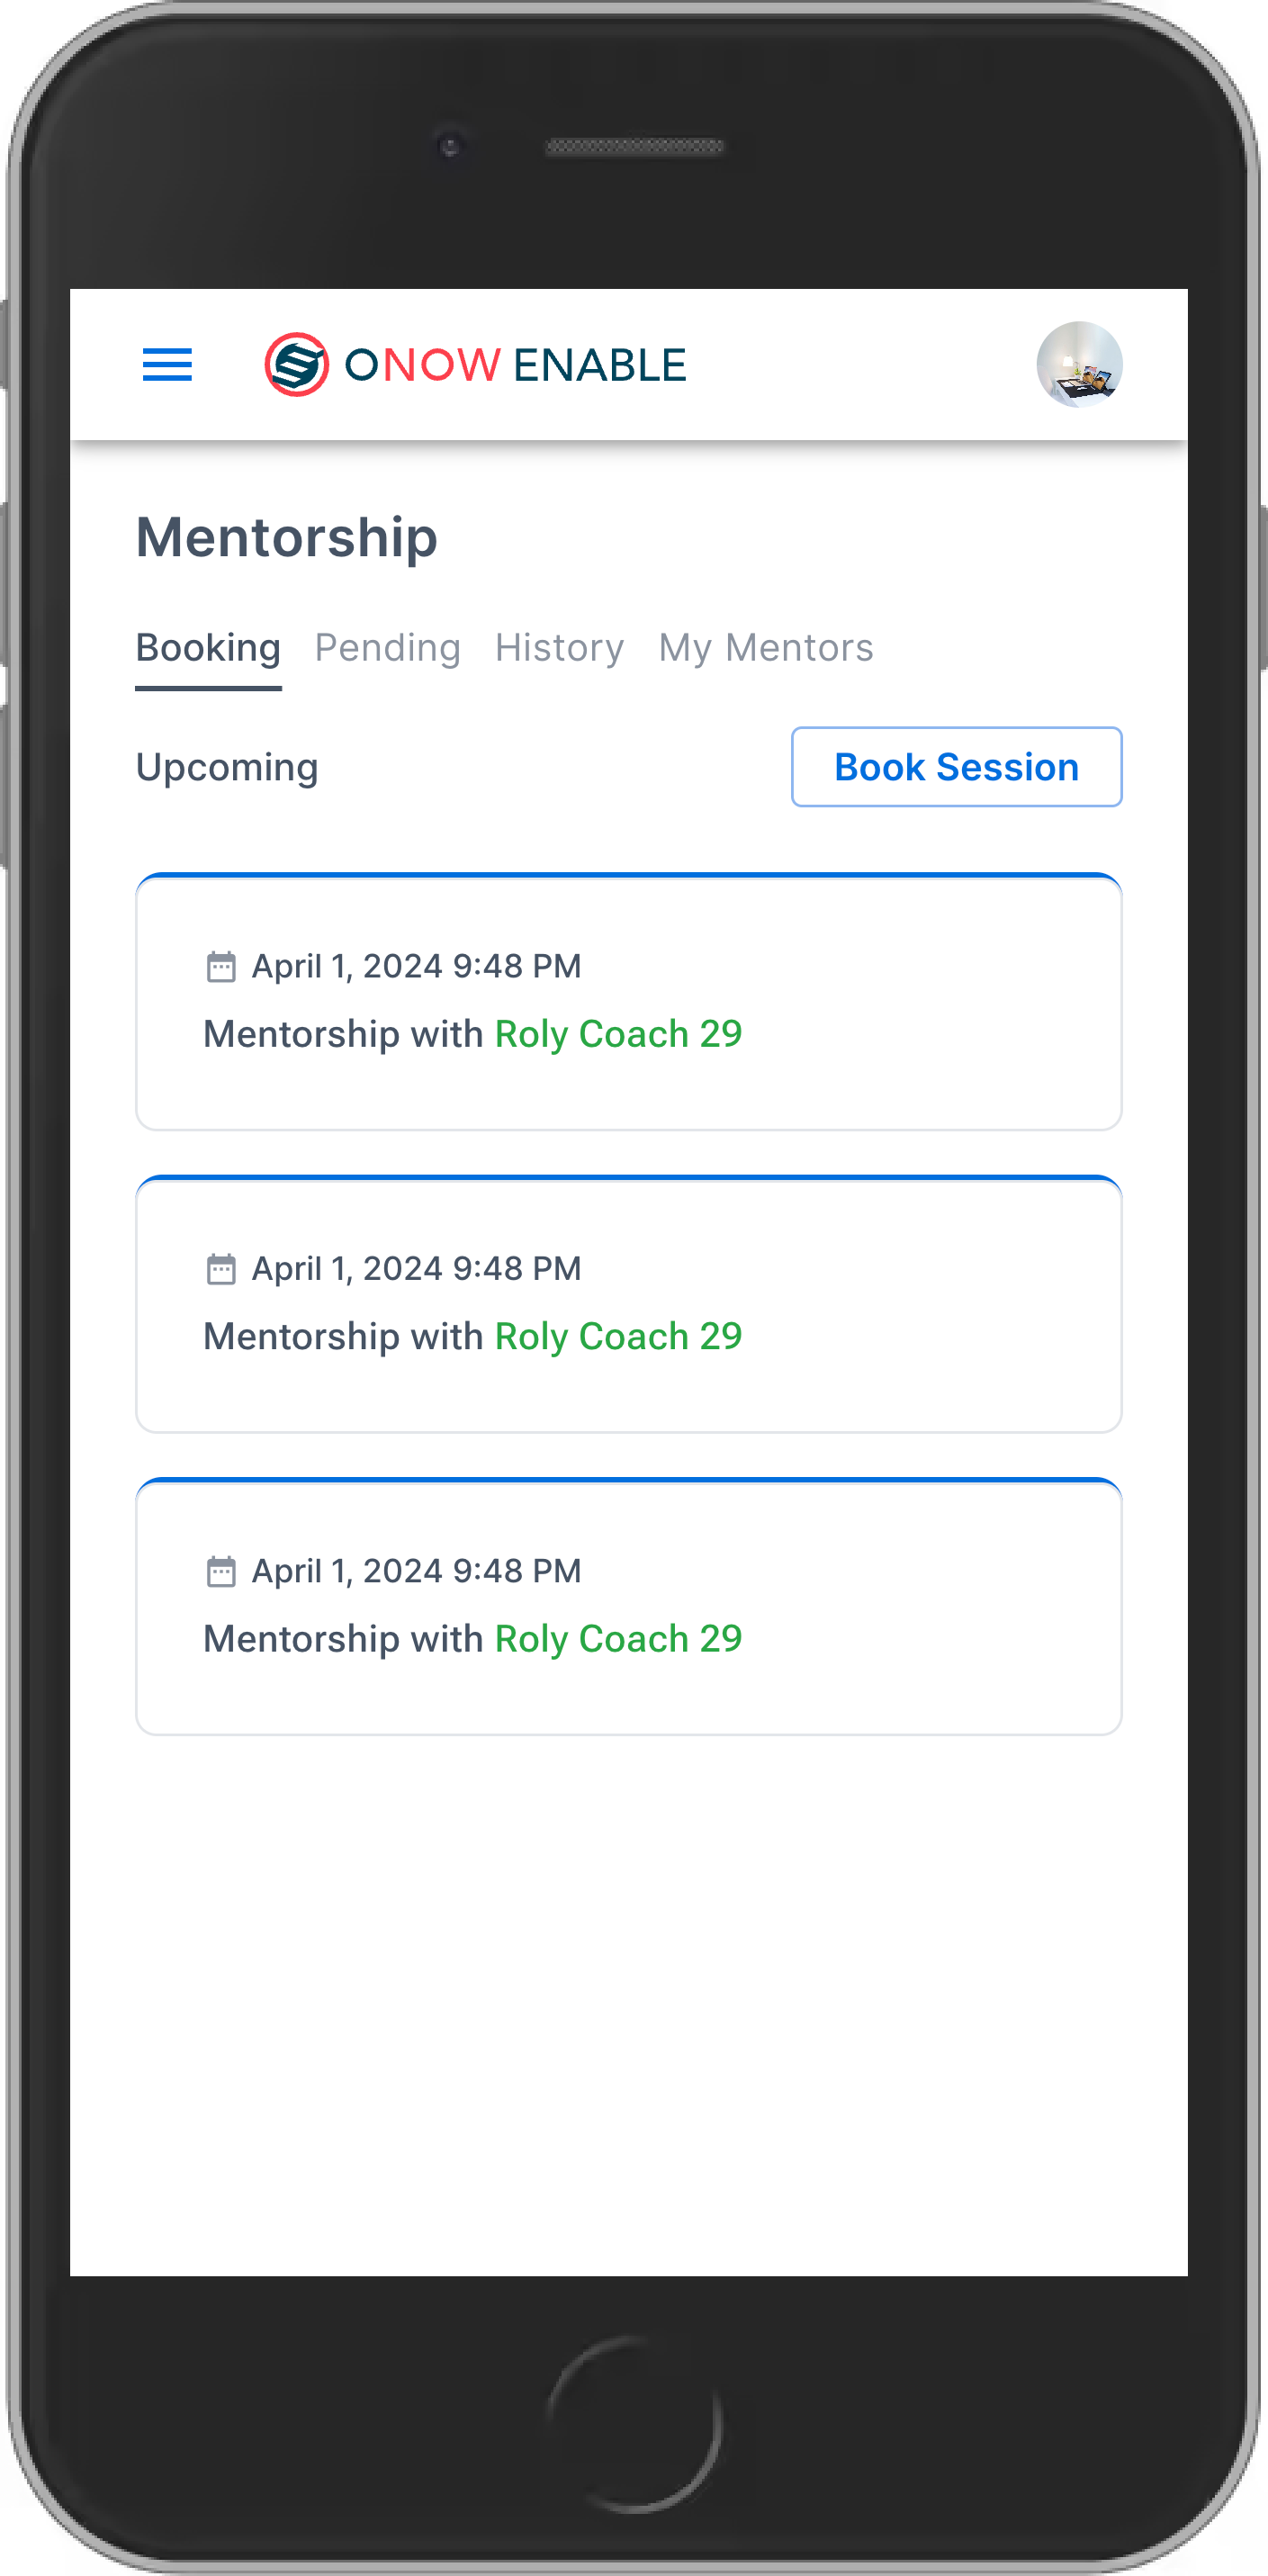 ONOW ENABLE
Mentorship
Booking Pending History My Mentors
Upcoming Book Session
April 1, 2024 9:48 PM
Mentorship with Roly Coach 29
April 1, 2024 9:48 PM
Mentorship with Roly Coach 29
April 1, 2024 9:48 PM
Mentorship with Roly Coach 29